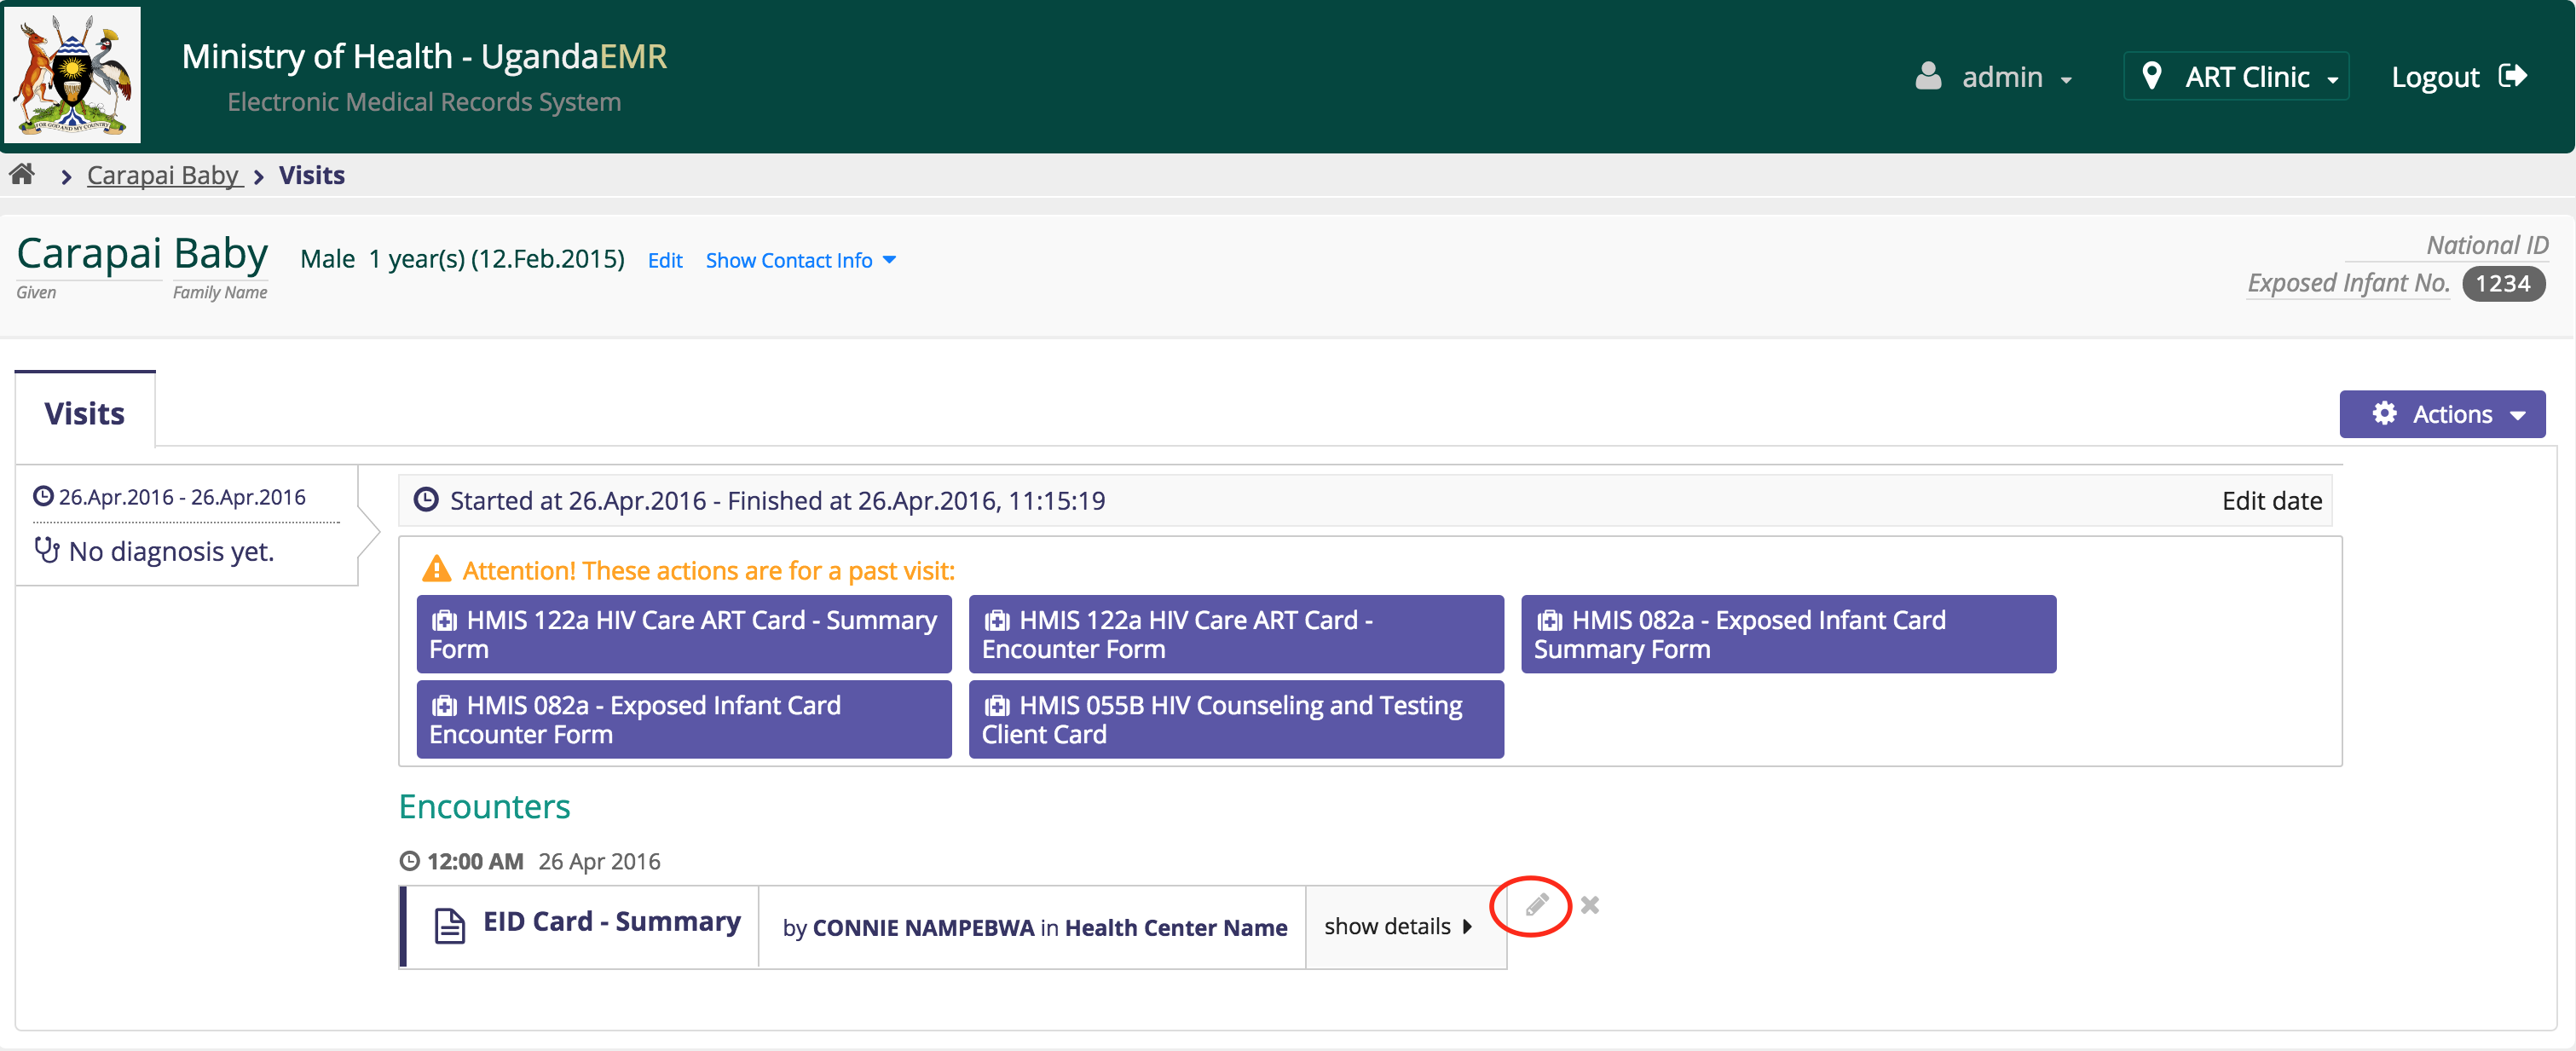 Ministry of Health - UgandaEMR
Electronic Medical Records System
admin
ART Clinic
Logout
FOR GOD AND MY COUNTRY
Carapai Baby
Visits
Carapai Baby
Given
Family Name
Male 1 year(s) (12.Feb.2015)
Edit
Show Contact Info
National ID
Exposed Infant No. 1234
Visits
Actions
26.Apr.2016 - 26.Apr.2016
No diagnosis yet.
Started at 26.Apr.2016 - Finished at 26.Apr.2016, 11:15:19
Edit date
Attention! These actions are for a past visit:
HMIS 122a HIV Care ART Card - Summary
Form
HMIS 122a HIV Care ART Card -
Encounter Form
HMIS 082a - Exposed Infant Card
Summary Form
HMIS 082a - Exposed Infant Card
Encounter Form
HMIS 055B HIV Counseling and Testing
Client Card
Encounters
12:00 AM 26 Apr 2016
EID Card - Summary
by CONNIE NAMPEBWA in Health Center Name
show details